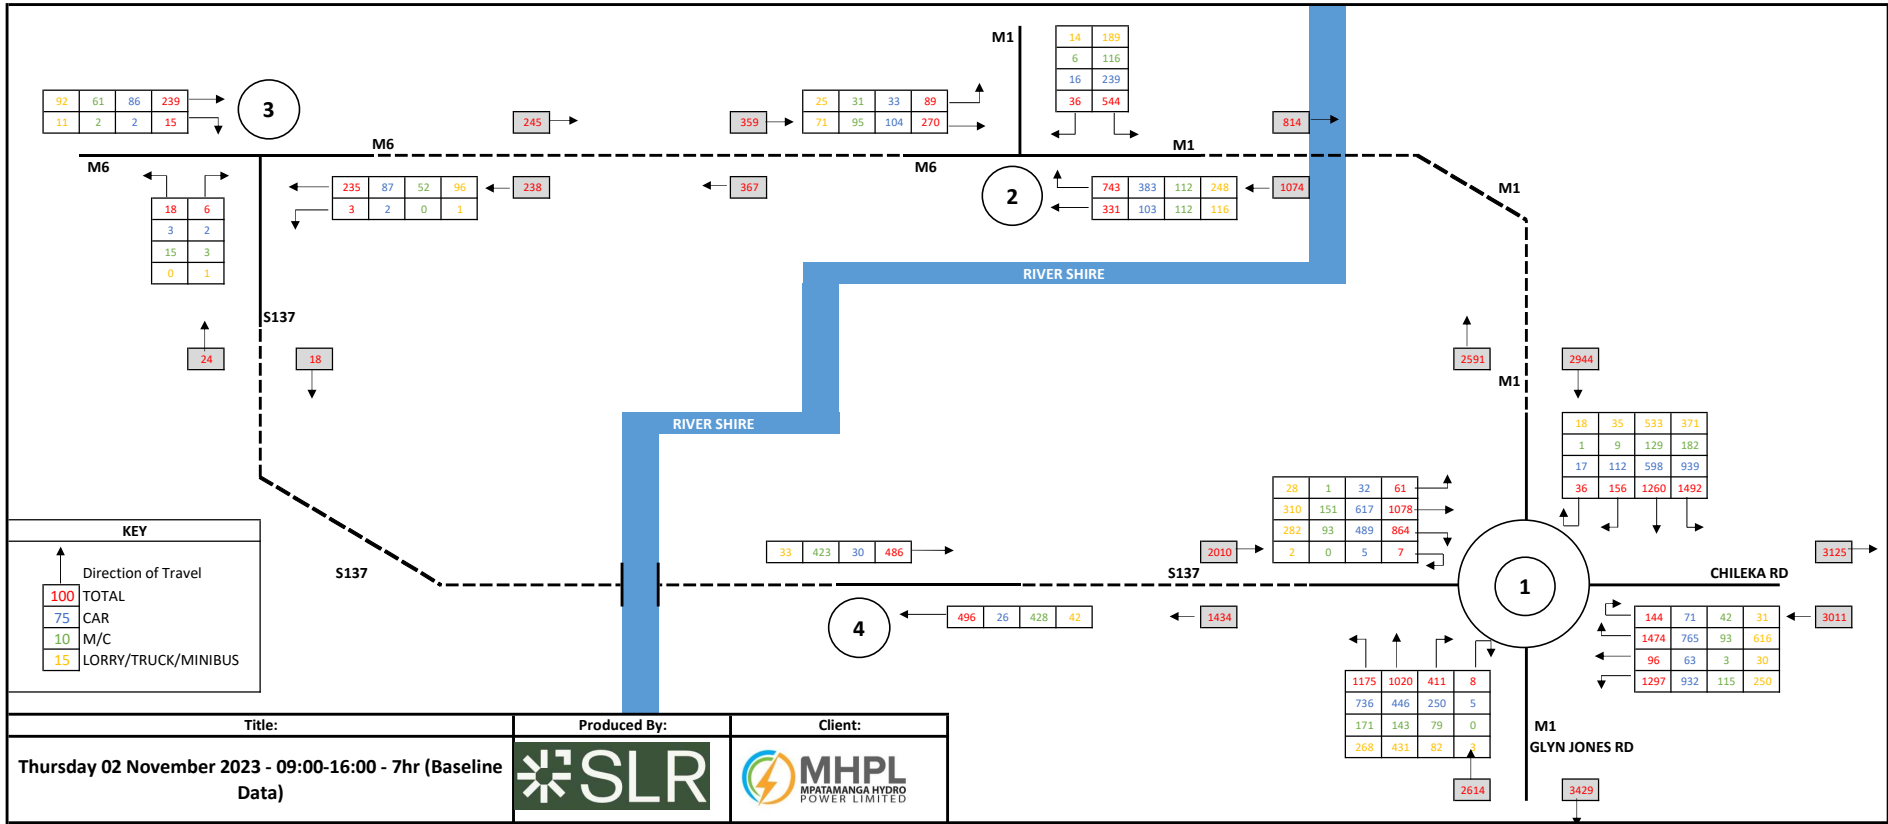 M1
14 189
6 116
16 239
36 544
92 61 86 239
11 2 2 15
3
245
359
25 31 33 89
71 95 104 270
814
M6
M6
M6
M1
235 87 52 96
3 2 0 1
238
367
2
743 383 112 248
331 103 112 116
1074
M1
18 6
3 2
15 3
0 1
RIVER SHIRE
S137
24
18
2591
2944
M1
RIVER SHIRE
18 35 533 371
1 9 129 182
17 112 598 939
36 156 1260 1492
28 1 32 61
310 151 617 1078
282 93 489 864
2 0 5 7
KEY
Direction of Travel
100 TOTAL
75 CAR
10 M/C
15 LORRY/TRUCK/MINIBUS
S137
33 423 30 486
2010
S137
1
CHILEKA RD
3125
4
496 26 428 42
1434
144 71 42 31
1474 765 93 616
96 63 3 30
1297 932 115 250
3011
1175 1020 411 8
736 446 250 5
171 143 79 0
268 431 82 3
M1
GLYN JONES RD
2614
3429
Title:
Produced By:
Client:
Thursday 02 November 2023 - 09:00-16:00 - 7hr (Baseline
Data)
SLR
MHPL
MPATAMANGA HYDRO
POWER LIMITED